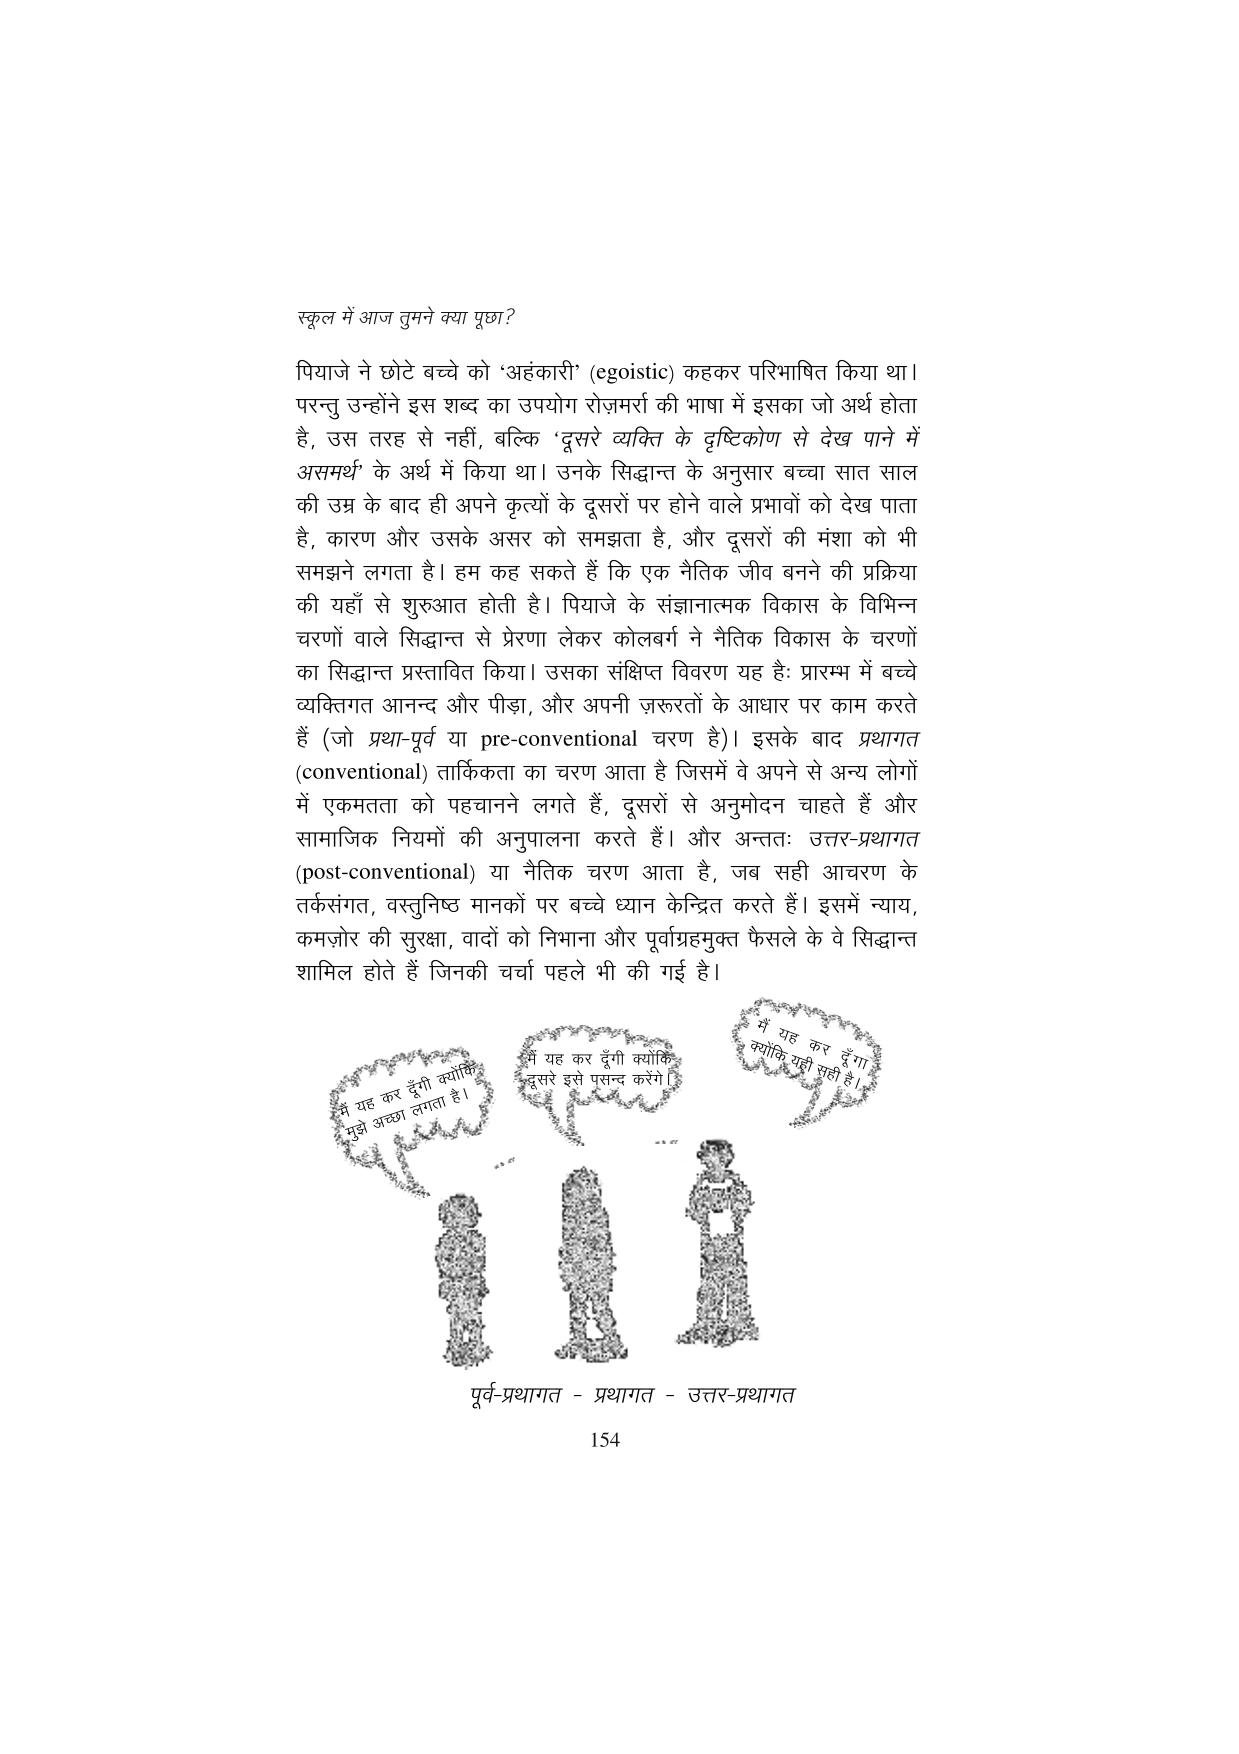 स्कूल में आज तुमने क्या पूछा?
पियाजे ने छोटे बच्चे को ‘अहंकारी’ (egoistic) कहकर परिभाषित किया था।
परन्तु उन्होंने इस शब्द का उपयोग रोज़मर्रा की भाषा में इसका जो अर्थ होता
है, उस तरह से नहीं, बल्कि ‘दूसरे व्यक्ति के दृष्टिकोण से देख पाने में
असमर्थ’ के अर्थ में किया था। उनके सिद्धान्त के अनुसार बच्चा सात साल
की उम्र के बाद ही अपने कृत्यों के दूसरों पर होने वाले प्रभावों को देख पाता
है, कारण और उसके असर को समझता है, और दूसरों की मंशा को भी
समझने लगता है। हम कह सकते हैं कि एक नैतिक जीव बनने की प्रक्रिया
की यहाँ से शुरुआत होती है। पियाजे के संज्ञानात्मक विकास के विभिन्न
चरणों वाले सिद्धान्त से प्रेरणा लेकर कोलबर्ग ने नैतिक विकास के चरणों
का सिद्धान्त प्रस्तावित किया। उसका संक्षिप्त विवरण यह हैः प्रारम्भ में बच्चे
व्यक्तिगत आनन्द और पीड़ा, और अपनी ज़रूरतों के आधार पर काम करते
हैं (जो प्रथा-पूर्व या pre-conventional चरण है)। इसके बाद प्रथागत
(conventional) तार्किकता का चरण आता है जिसमें वे अपने से अन्य लोगों
में एकमतता को पहचानने लगते हैं, दूसरों से अनुमोदन चाहते हैं और
सामाजिक नियमों की अनुपालना करते हैं। और अन्ततः उत्तर-प्रथागत
(post-conventional) या नैतिक चरण आता है, जब सही आचरण के
तर्कसंगत, वस्तुनिष्ठ मानकों पर बच्चे ध्यान केन्द्रित करते हैं। इसमें न्याय,
कमज़ोर की सुरक्षा, वादों को निभाना और पूर्वाग्रहमुक्त फैसले के वे सिद्धान्त
शामिल होते हैं जिनकी चर्चा पहले भी की गई है।
मैं यह कर दूँगी क्योंकि
मुझे अच्छा लगता है।
मैं यह कर दूँगी क्योंकि
दूसरे इसे पसन्द करेंगे।
मैं यह कर दूँगा
क्योंकि यही सही है।
पूर्व-प्रथागत - प्रथागत - उत्तर-प्रथागत
154